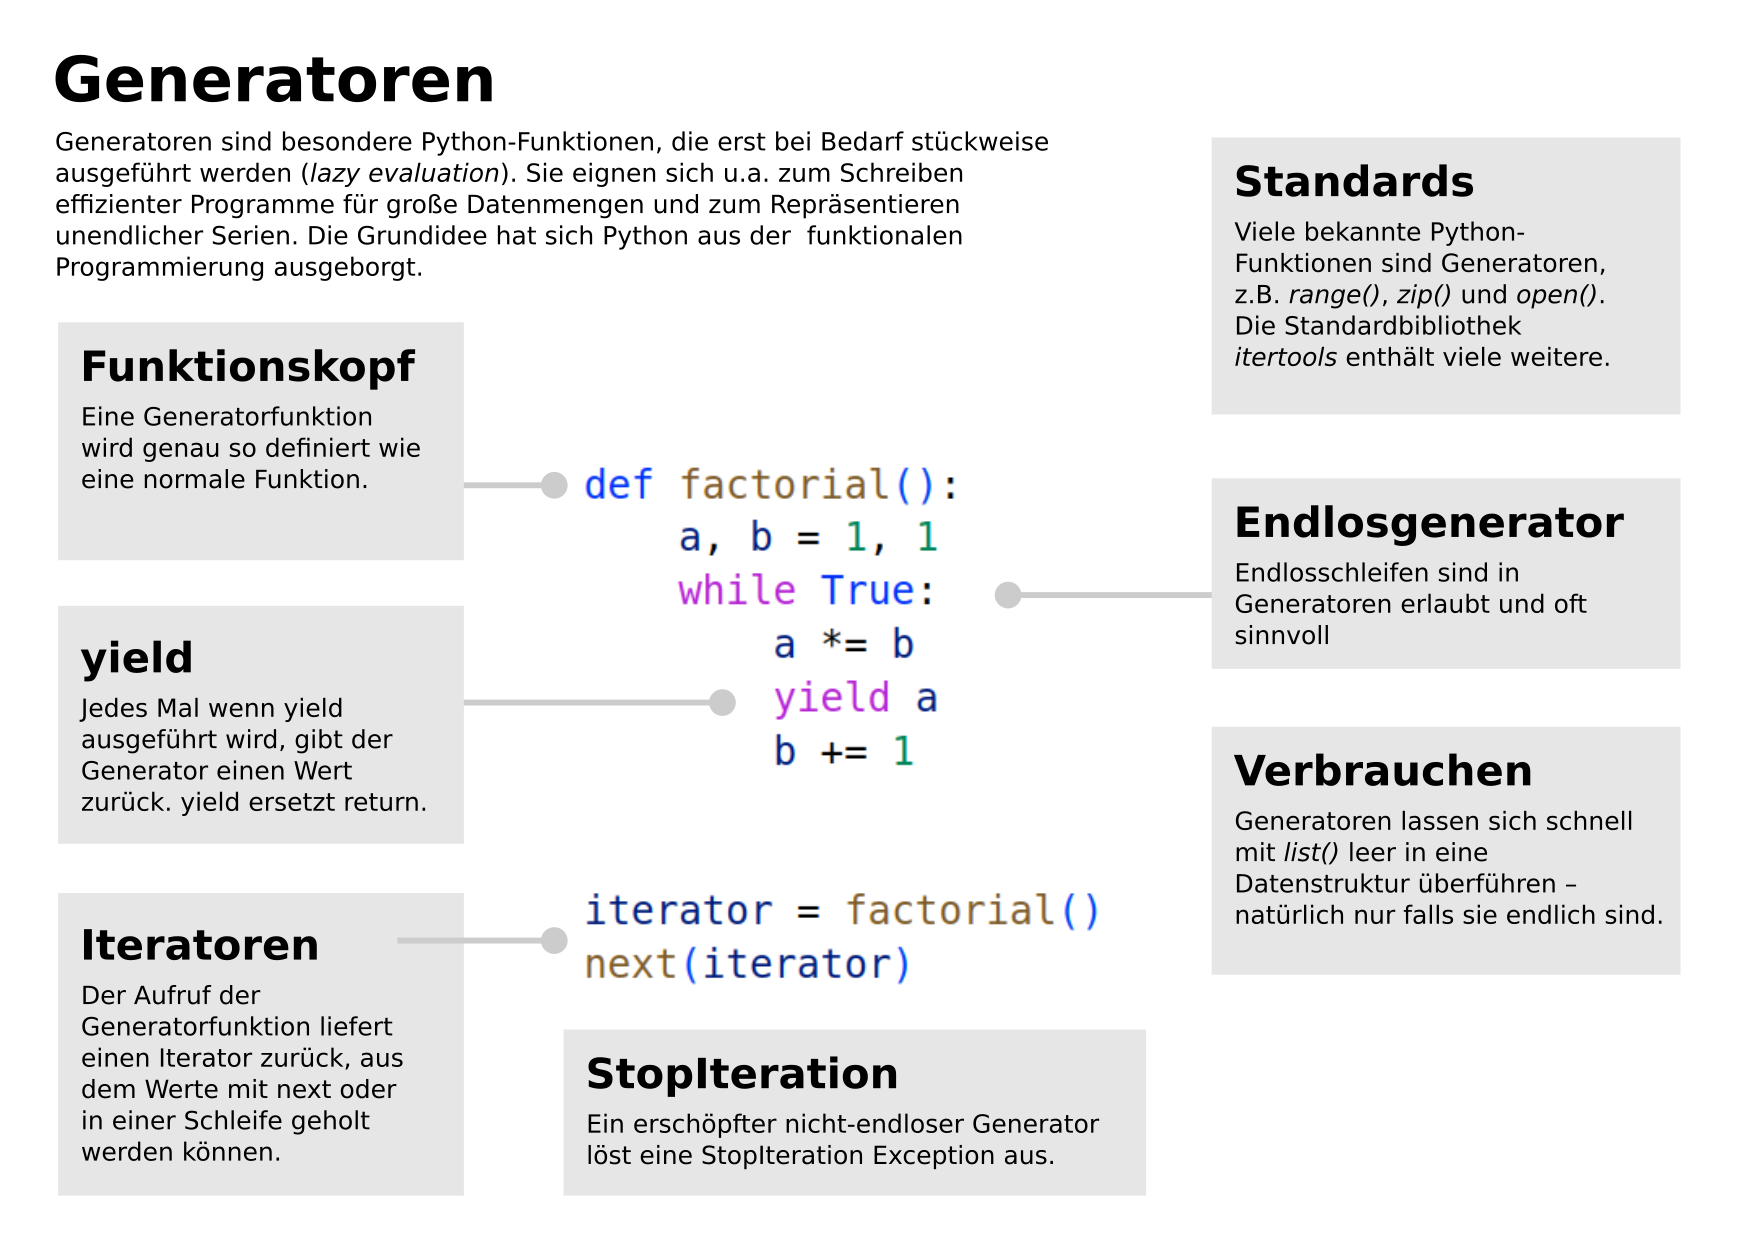 Generatoren
Generatoren sind besondere Python-Funktionen, die erst bei Bedarf stückweise
ausgeführt werden (lazy evaluation). Sie eignen sich u.a. zum Schreiben
effizienter Programme für große Datenmengen und zum Repräsentieren
unendlicher Serien. Die Grundidee hat sich Python aus der  funktionalen
Programmierung ausgeborgt.
Funktionskopf
Eine Generatorfunktion
wird genau so definiert wie
eine normale Funktion.
yield
Jedes Mal wenn yield
ausgeführt wird, gibt der
Generator einen Wert
zurück. yield ersetzt return.
Iteratoren
Der Aufruf der
Generatorfunktion liefert
einen Iterator zurück, aus
dem Werte mit next oder
in einer Schleife geholt
werden können.
def factorial():
    a, b = 1, 1
    while True:
        a *= b
        yield a
        b += 1
iterator = factorial()
next(iterator)
StopIteration
Ein erschöpfter nicht-endloser Generator
löst eine StopIteration Exception aus.
Standards
Viele bekannte Python-
Funktionen sind Generatoren,
z.B. range(), zip() und open().
Die Standardbibliothek
itertools enthält viele weitere.
Endlosgenerator
Endlosschleifen sind in
Generatoren erlaubt und oft
sinnvoll
Verbrauchen
Generatoren lassen sich schnell
mit list() leer in eine
Datenstruktur überführen –
natürlich nur falls sie endlich sind.